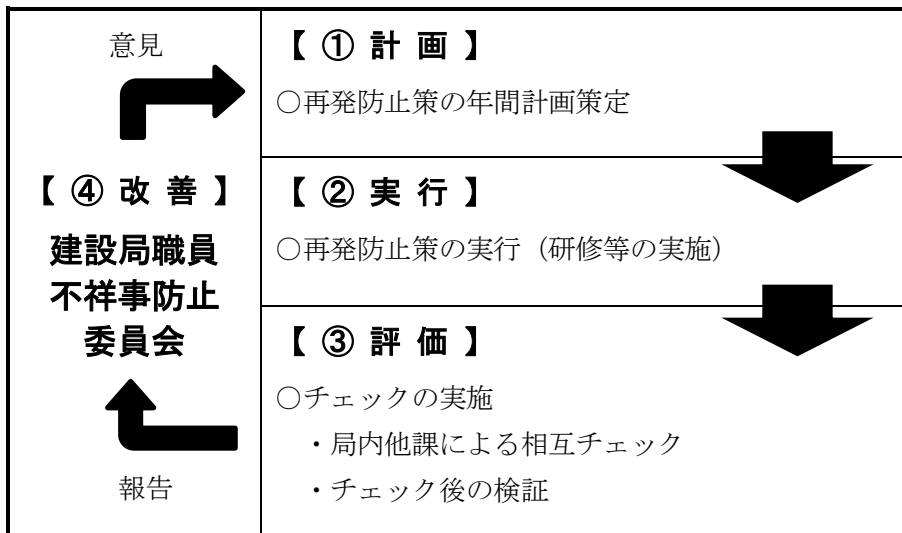 意見
【 ④ 改 善 】
建設局職員
不祥事防止
委員会
報告
【 ① 計 画 】
○再発防止策の年間計画策定
【 ② 実 行 】
○再発防止策の実行（研修等の実施）
【 ③ 評 価 】
○チェックの実施
・局内他課による相互チェック
・チェック後の検証